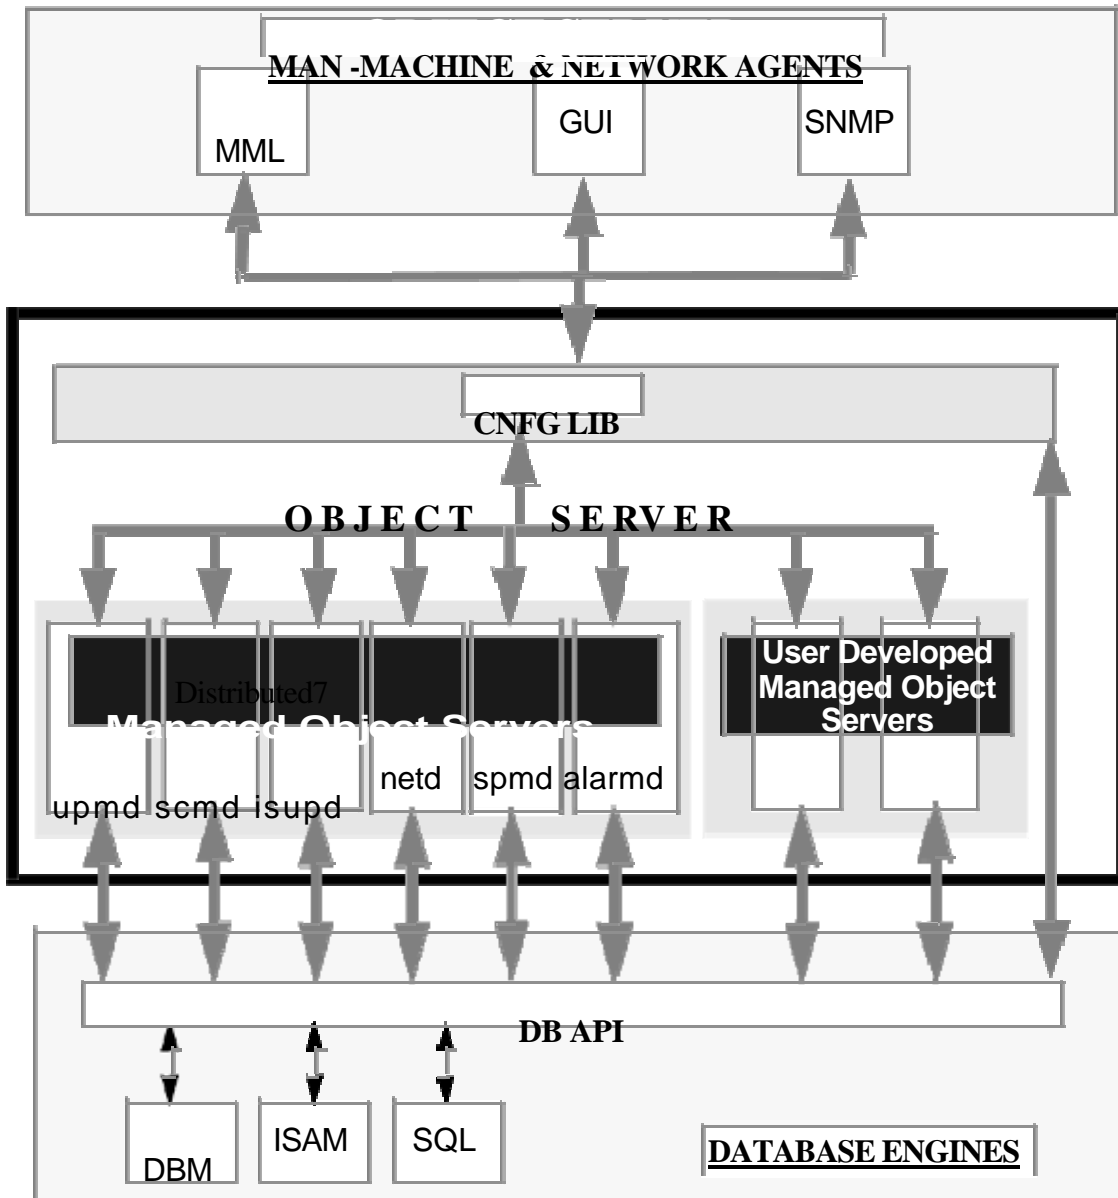 MAN -MACHINE & NETWORK AGENTS
MML
GUI
SNMP
CNFG LIB
O B J E C T S E R V E R
Distributed7
Managed Object Servers
User Developed
Managed Object
Servers
upmd scmd isupd
netd
spmd alarmd
DB API
DBM
ISAM
SQL
DATABASE ENGINES